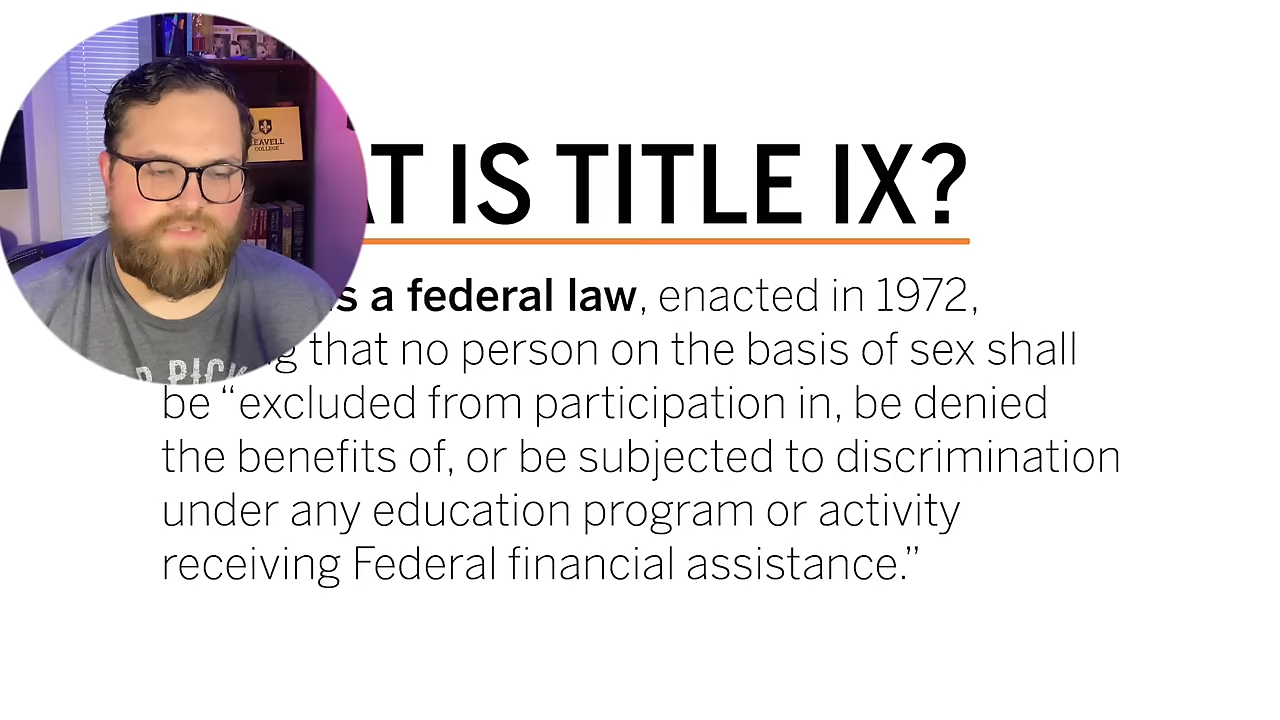 EAVELL
COLLEGE
AT IS TITLE IX?
s a federal law, enacted in 1972,
g that no person on the basis of sex shall
be “excluded from participation in, be denied
the benefits of, or be subjected to discrimination
under any education program or activity
receiving Federal financial assistance.”